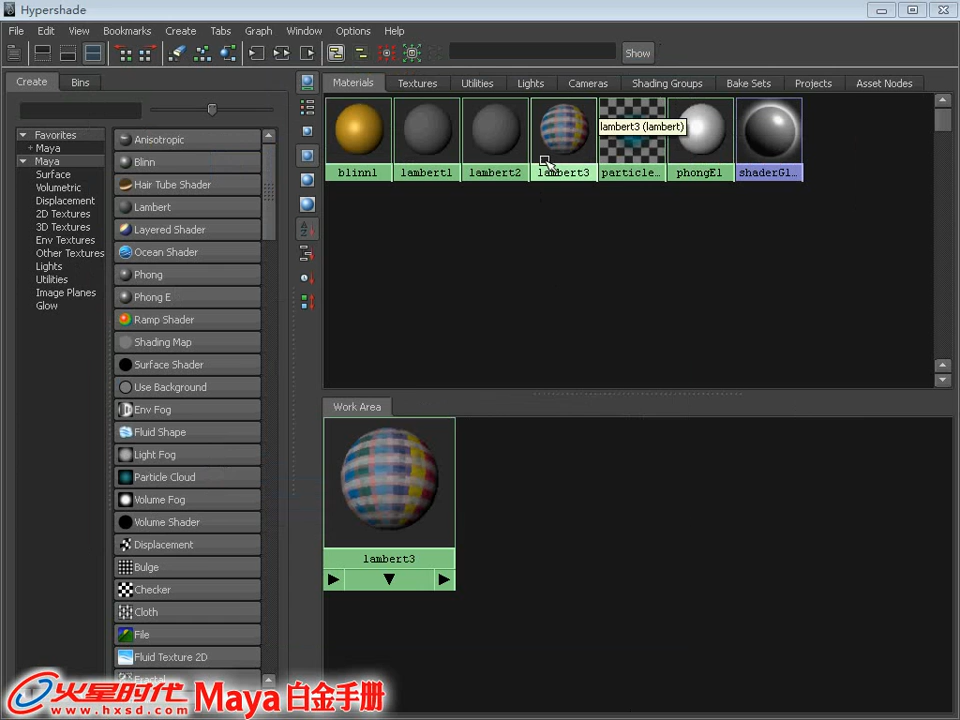 Hypershade
File Edit View Bookmarks Create Tabs Graph Window Options Help
Show
Create Bins
Materials Textures Utilities Lights Cameras Shading Groups Bake Sets Projects Asset Nodes
Favorites
+ Maya
Maya
Surface
Volumetric
Displacement
2D Textures
3D Textures
Env Textures
Other Textures
Lights
Utilities
Image Planes
Glow
Anisotropic
Blinn
Hair Tube Shader
Lambert
Layered Shader
Ocean Shader
Phong
Phong E
Ramp Shader
Shading Map
Surface Shader
Use Background
Env Fog
Fluid Shape
Light Fog
Particle Cloud
Volume Fog
Volume Shader
Displacement
Bulge
Checker
Cloth
File
Fluid Texture 2D
Fractal
lambert3 (lambert)
blinn1 lambert1 lambert2 lambert3 particle... phongE1 shaderGl...
Work Area
lambert3
火星时代
www.hxsd.com
Maya 白金手册